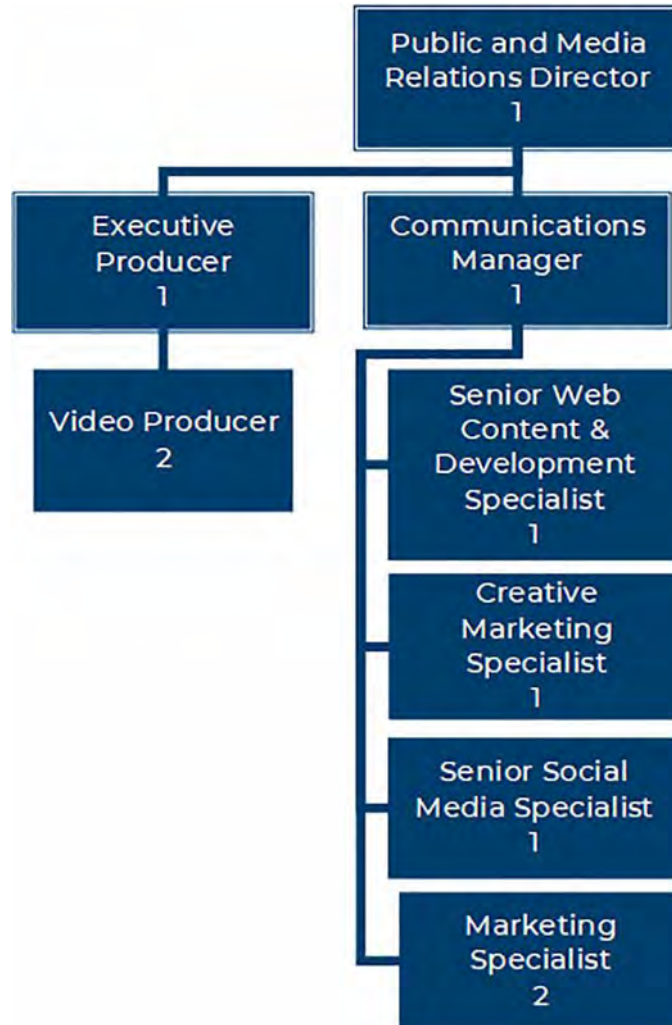 Public and Media
Relations Director
1
Executive
Producer
1
Communications
Manager
1
Video Producer
2
Senior Web
Content &
Development
Specialist
1
Creative
Marketing
Specialist
1
Senior Social
Media Specialist
1
Marketing
Specialist
2